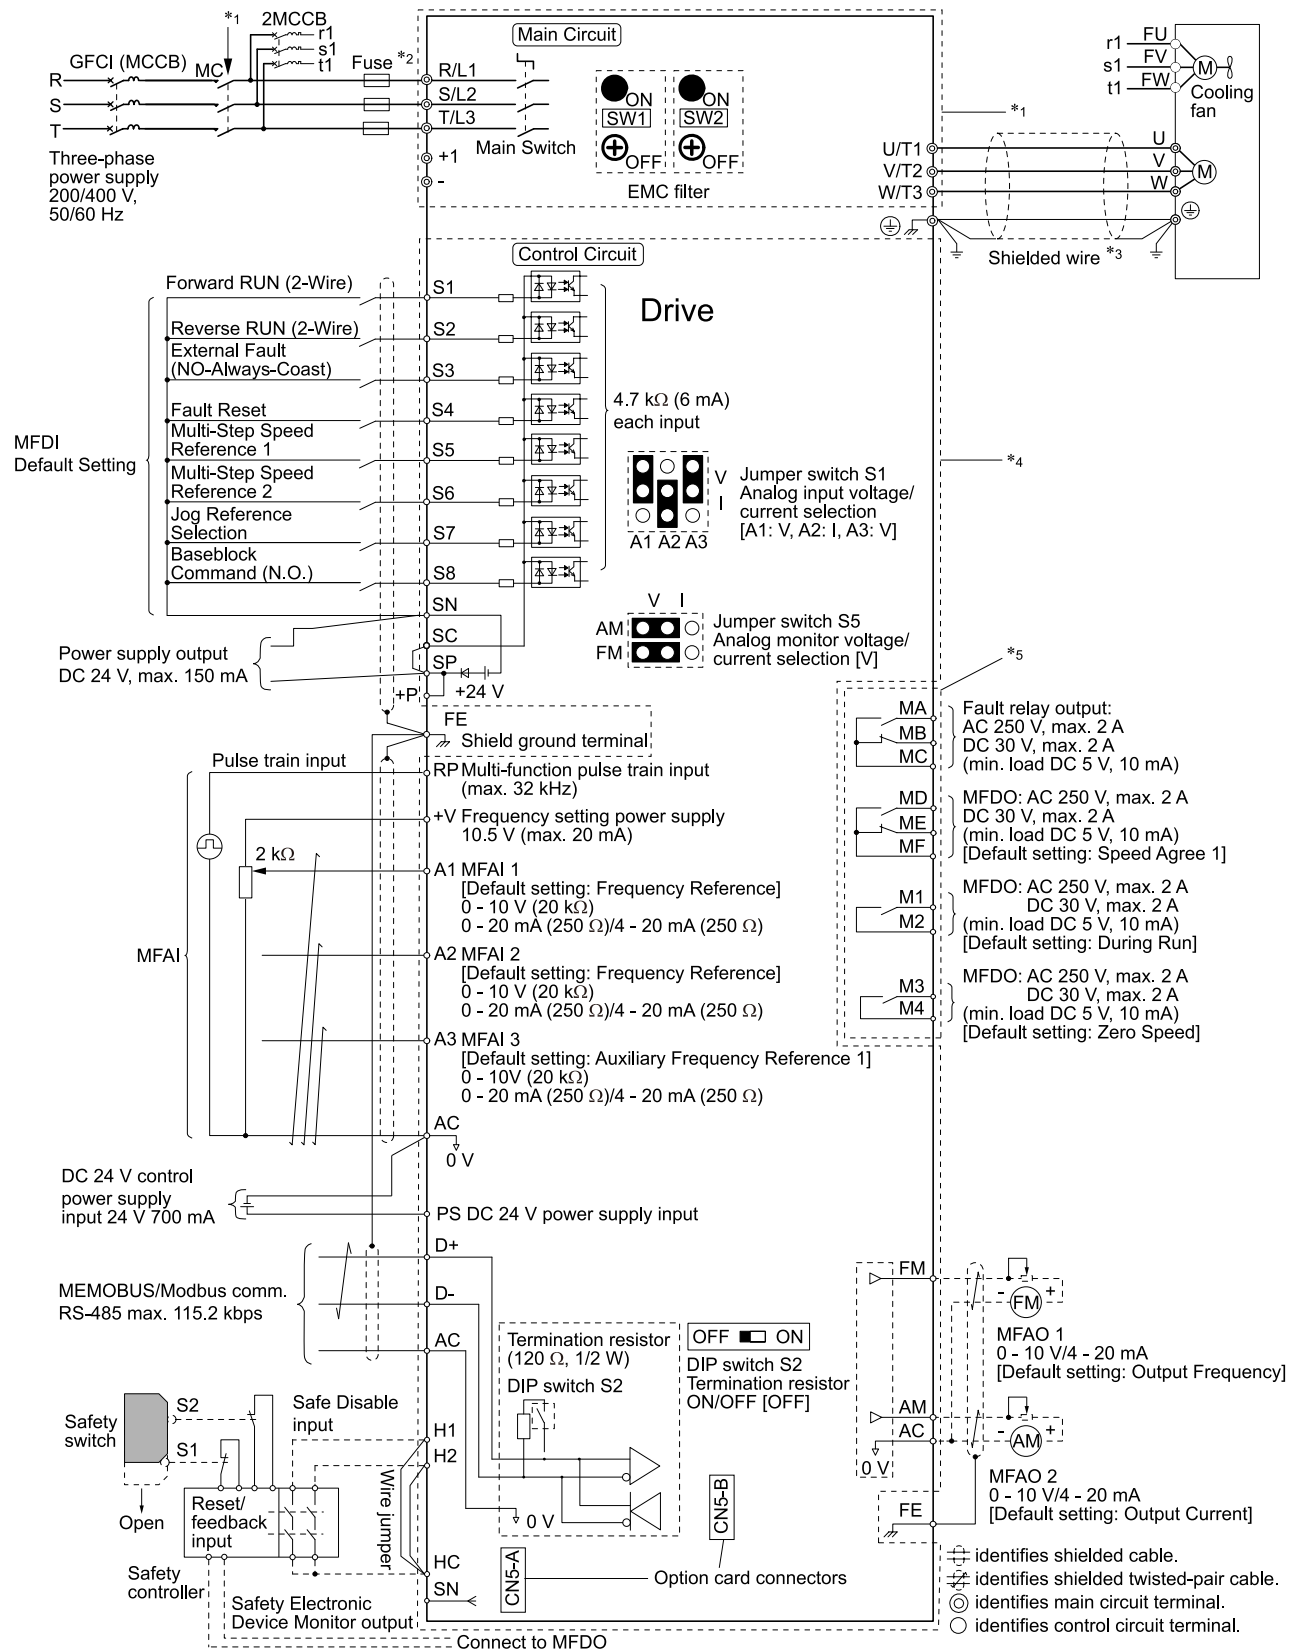 *1
2MCCB
r1
s1
t1
GFCI (MCCB)
MC
Fuse *2
R
S
T
Three-phase
power supply
200/400 V,
50/60 Hz
R/L1
S/L2
T/L3
+1
-
Main Circuit
Main Switch
ON
SW1
OFF
ON
SW2
OFF
EMC filter
*1
U/T1
V/T2
W/T3
r1
s1
t1
FU
FV
FW
M
Cooling
fan
U
V
W
M
Shielded wire *3
Control Circuit
Drive
MFDI
Default Setting
Forward RUN (2-Wire)
Reverse RUN (2-Wire)
External Fault
(NO-Always-Coast)
Fault Reset
Multi-Step Speed
Reference 1
Multi-Step Speed
Reference 2
Jog Reference
Selection
Baseblock
Command (N.O.)
S1
S2
S3
S4
S5
S6
S7
S8
SN
SC
SP
+P
+24 V
4.7 kΩ (6 mA)
each input
V
I
A1 A2 A3
Jumper switch S1
Analog input voltage/
current selection
[A1: V, A2: I, A3: V]
*4
V I
AM
FM
Jumper switch S5
Analog monitor voltage/
current selection [V]
Power supply output
DC 24 V, max. 150 mA
FE
Shield ground terminal
*5
MA
MB
MC
Fault relay output:
AC 250 V, max. 2 A
DC 30 V, max. 2 A
(min. load DC 5 V, 10 mA)
MD
ME
MF
MFDO: AC 250 V, max. 2 A
DC 30 V, max. 2 A
(min. load DC 5 V, 10 mA)
[Default setting: Speed Agree 1]
M1
M2
MFDO: AC 250 V, max. 2 A
DC 30 V, max. 2 A
(min. load DC 5 V, 10 mA)
[Default setting: During Run]
M3
M4
MFDO: AC 250 V, max. 2 A
DC 30 V, max. 2 A
(min. load DC 5 V, 10 mA)
[Default setting: Zero Speed]
MFAI
Pulse train input
2 kΩ
RP Multi-function pulse train input
(max. 32 kHz)
+V Frequency setting power supply
10.5 V (max. 20 mA)
A1 MFAI 1
[Default setting: Frequency Reference]
0 - 10 V (20 kΩ)
0 - 20 mA (250 Ω)/4 - 20 mA (250 Ω)
A2 MFAI 2
[Default setting: Frequency Reference]
0 - 10 V (20 kΩ)
0 - 20 mA (250 Ω)/4 - 20 mA (250 Ω)
A3 MFAI 3
[Default setting: Auxiliary Frequency Reference 1]
0 - 10V (20 kΩ)
0 - 20 mA (250 Ω)/4 - 20 mA (250 Ω)
AC
0 V
DC 24 V control
power supply
input 24 V 700 mA
PS DC 24 V power supply input
MEMOBUS/Modbus comm.
RS-485 max. 115.2 kbps
D+
D-
AC
Termination resistor
(120 Ω, 1/2 W)
DIP switch S2
0 V
OFF ON
DIP switch S2
Termination resistor
ON/OFF [OFF]
FM
- +
FM
MFAO 1
0 - 10 V/4 - 20 mA
[Default setting: Output Frequency]
AM
AC
0 V
- +
AM
MFAO 2
0 - 10 V/4 - 20 mA
[Default setting: Output Current]
FE
Safety
switch
S2
S1
Open
Safe Disable
input
Reset/
feedback
input
Safety
controller
Safety Electronic
Device Monitor output
Connect to MFDO
H1
H2
Wire jumper
HC
SN
CN5-A
CN5-B
Option card connectors
identifies shielded cable.
identifies shielded twisted-pair cable.
identifies main circuit terminal.
identifies control circuit terminal.